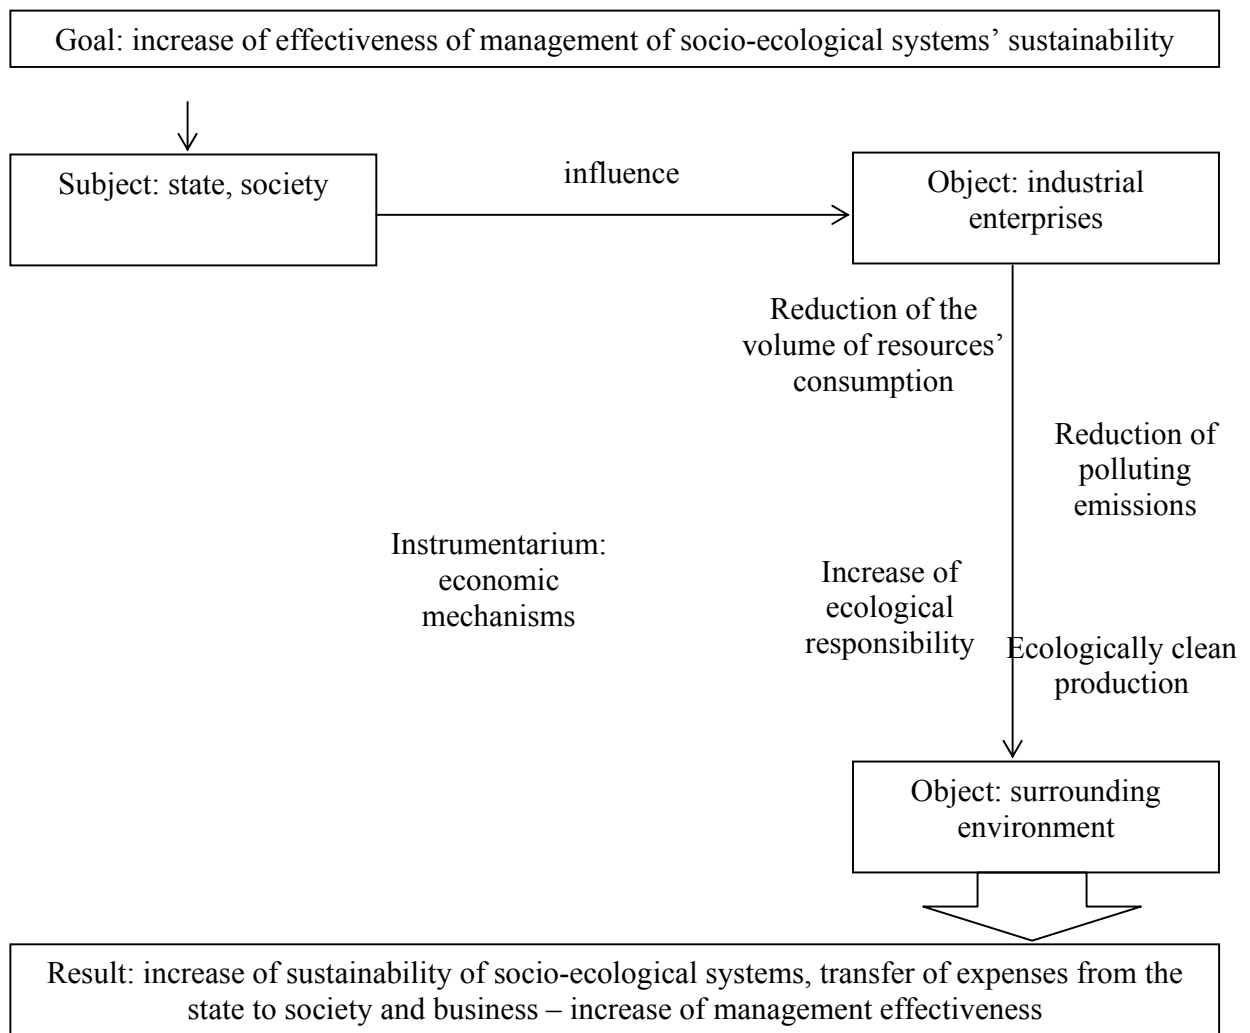 Goal: increase of effectiveness of management of socio-ecological systems’ sustainability
Subject: state, society
influence
Object: industrial
enterprises
Reduction of the
volume of resources’
consumption
Reduction of
polluting
emissions
Instrumentarium:
economic
mechanisms
Increase of
ecological
responsibility
Ecologically clean
production
Object: surrounding
environment
Result: increase of sustainability of socio-ecological systems, transfer of expenses from the
state to society and business – increase of management effectiveness